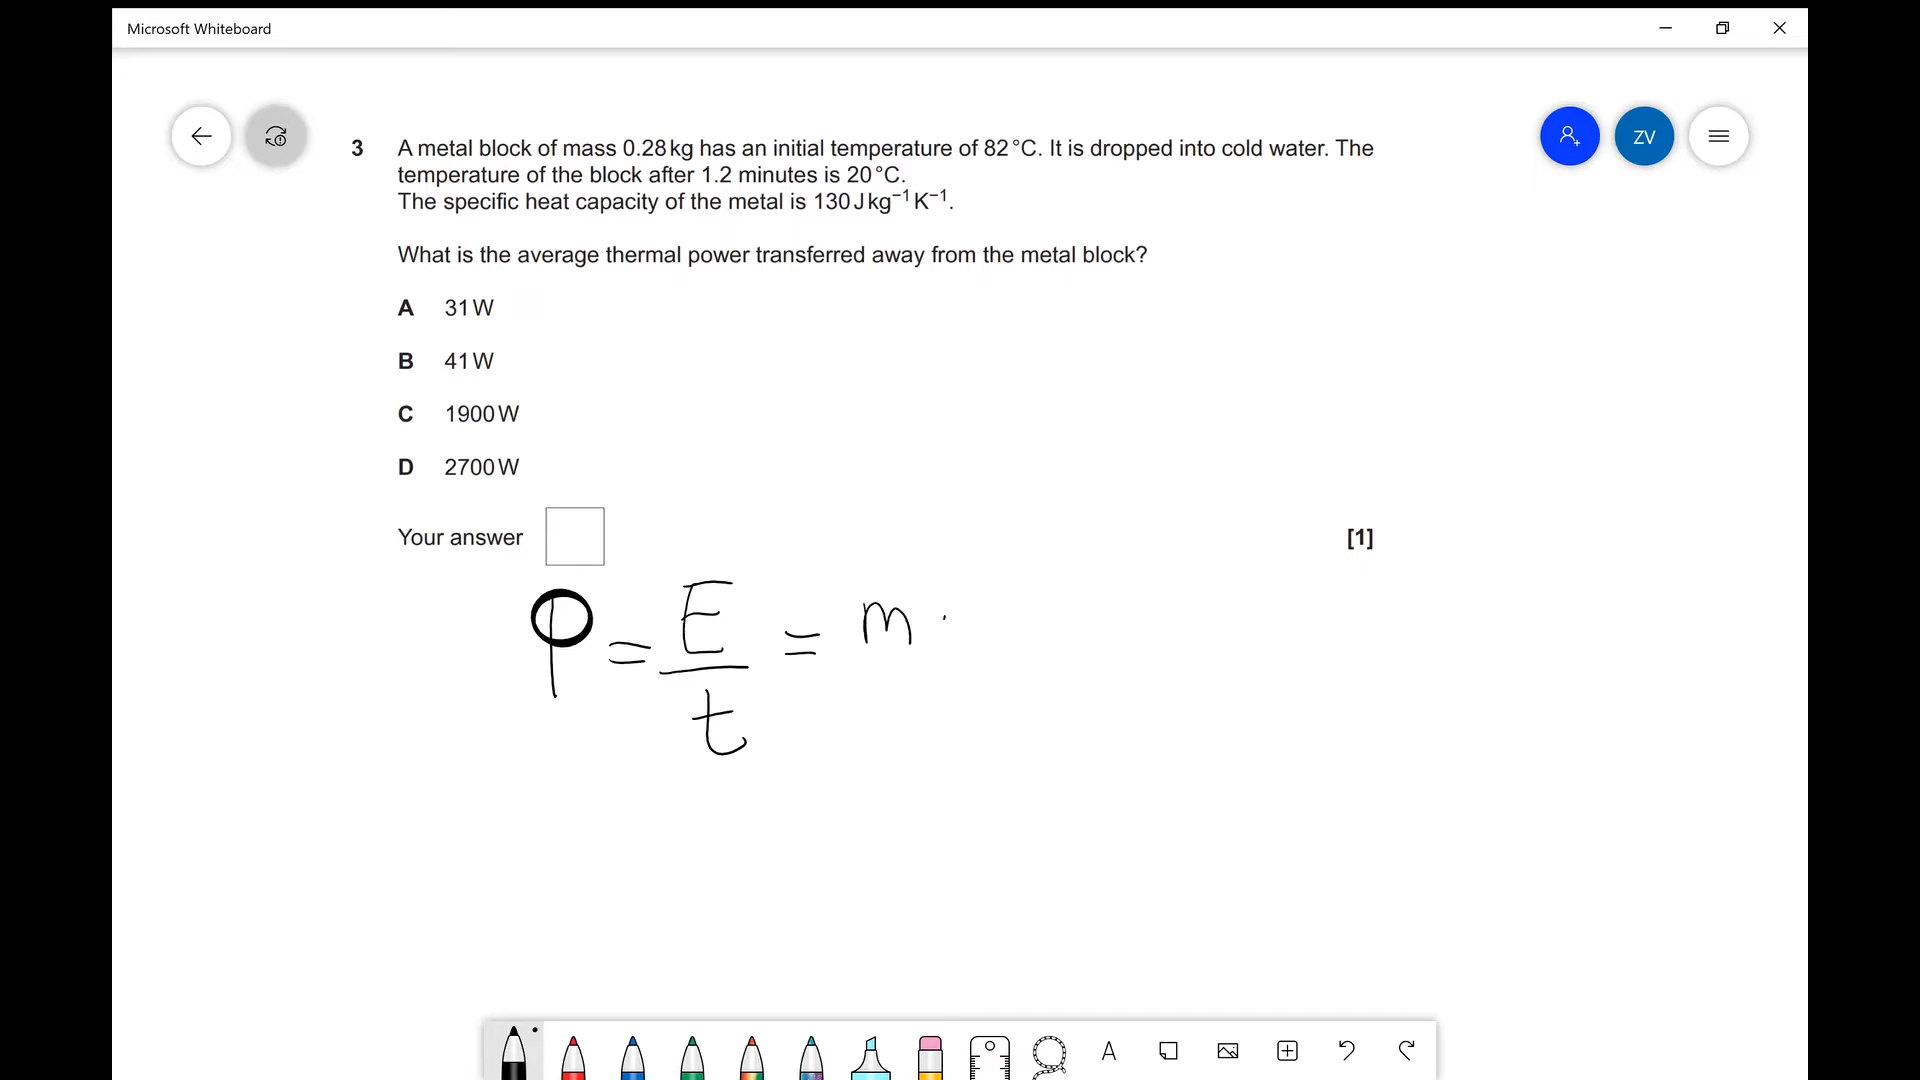 Microsoft Whiteboard
ZV
3 A metal block of mass 0.28 kg has an initial temperature of 82 °C. It is dropped into cold water. The
temperature of the block after 1.2 minutes is 20 °C.
The specific heat capacity of the metal is 130 J kg⁻¹ K⁻¹.
What is the average thermal power transferred away from the metal block?
A 31 W
B 41 W
C 1900 W
D 2700 W
Your answer [1]
P = E/t = m ·
A